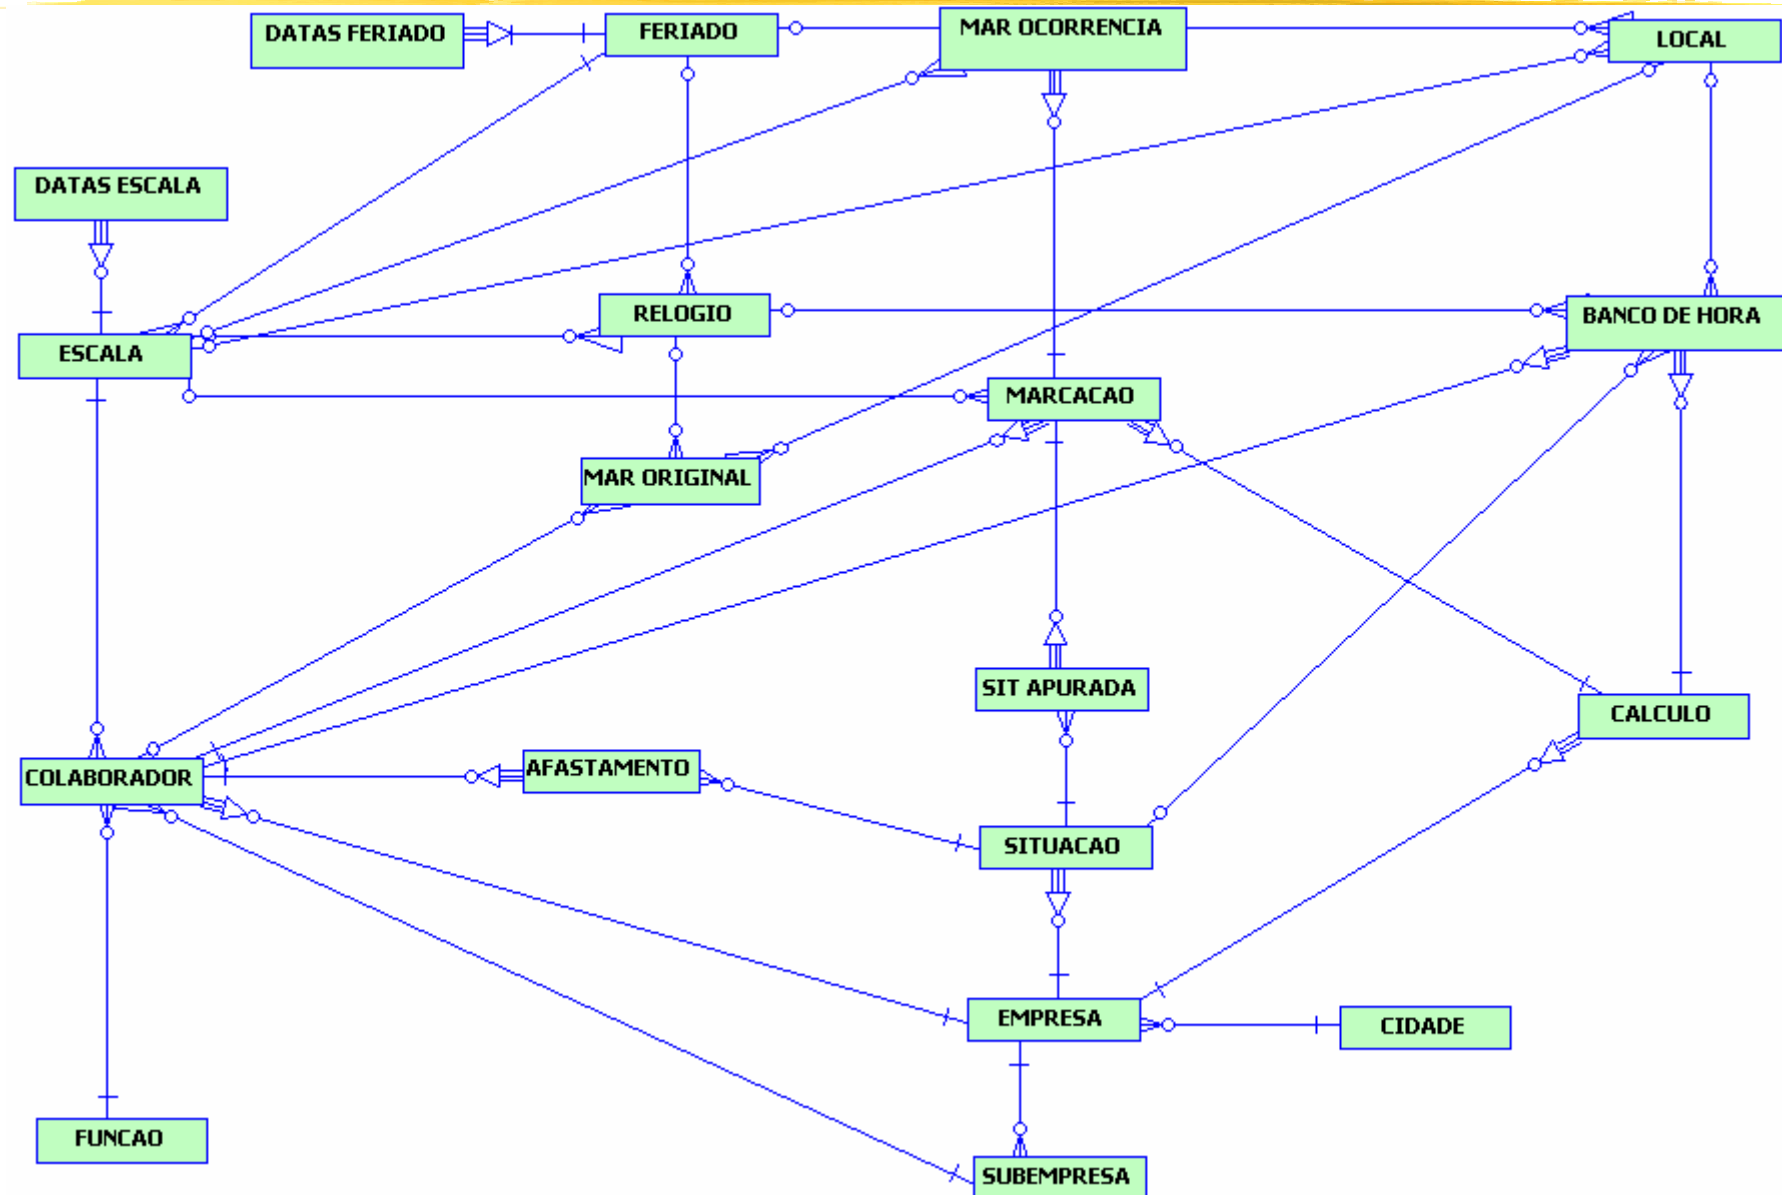 DATAS FERIADO
FERIADO
MAR OCORRENCIA
LOCAL
DATAS ESCALA
RELOGIO
BANCO DE HORA
ESCALA
MARCACAO
MAR ORIGINAL
SIT APURADA
CALCULO
COLABORADOR
AFASTAMENTO
SITUACAO
EMPRESA
CIDADE
FUNCAO
SUBEMPRESA